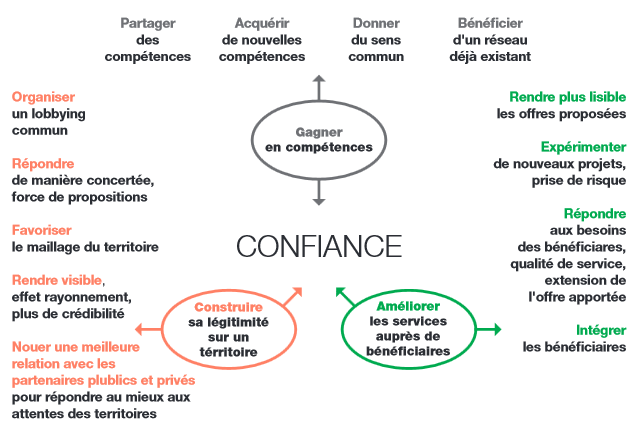 Partager
des
compétences
Acquérir
de nouvelles
compétences
Donner
du sens
commun
Bénéficier
d'un réseau
déjà existant
Organiser
un lobbying
commun
Répondre
de manière concertée,
force de propositions
Favoriser
le maillage du territoire
Rendre visible,
effet rayonnement,
plus de crédibilité
Nouer une meilleure
relation avec les
partenaires plublics et privés
pour répondre au mieux aux
attentes des territoires
Gagner
en compétences
CONFIANCE
Construire
sa légitimité
sur un
térritoire
Améliorer
les services
auprès de
bénéficiaires
Rendre plus lisible
les offres proposées
Expérimenter
de nouveaux projets,
prise de risque
Répondre
aux besoins
des bénéficiares,
qualité de service,
extension de
l'offre apportée
Intégrer
les bénéficiaires